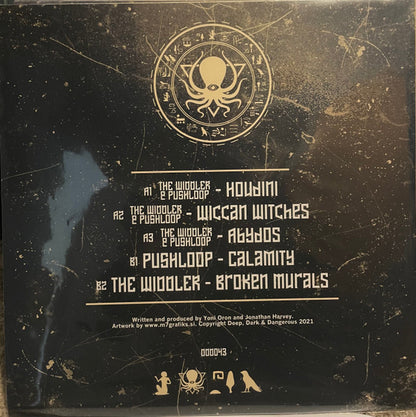 A1 THE WIDDLER & PUSHLOOP - HOUDINI
A2 THE WIDDLER & PUSHLOOP - WICCAN WITCHES
A3 THE WIDDLER & PUSHLOOP - ABYDOS
B1 PUSHLOOP - CALAMITY
B2 THE WIDDLER - BROKEN MURALS
Written and produced by Yoni Oron and Jonathan Harvey.
Artwork by www.m7grafiks.si. Copyright Deep, Dark & Dangerous 2021
DDD043